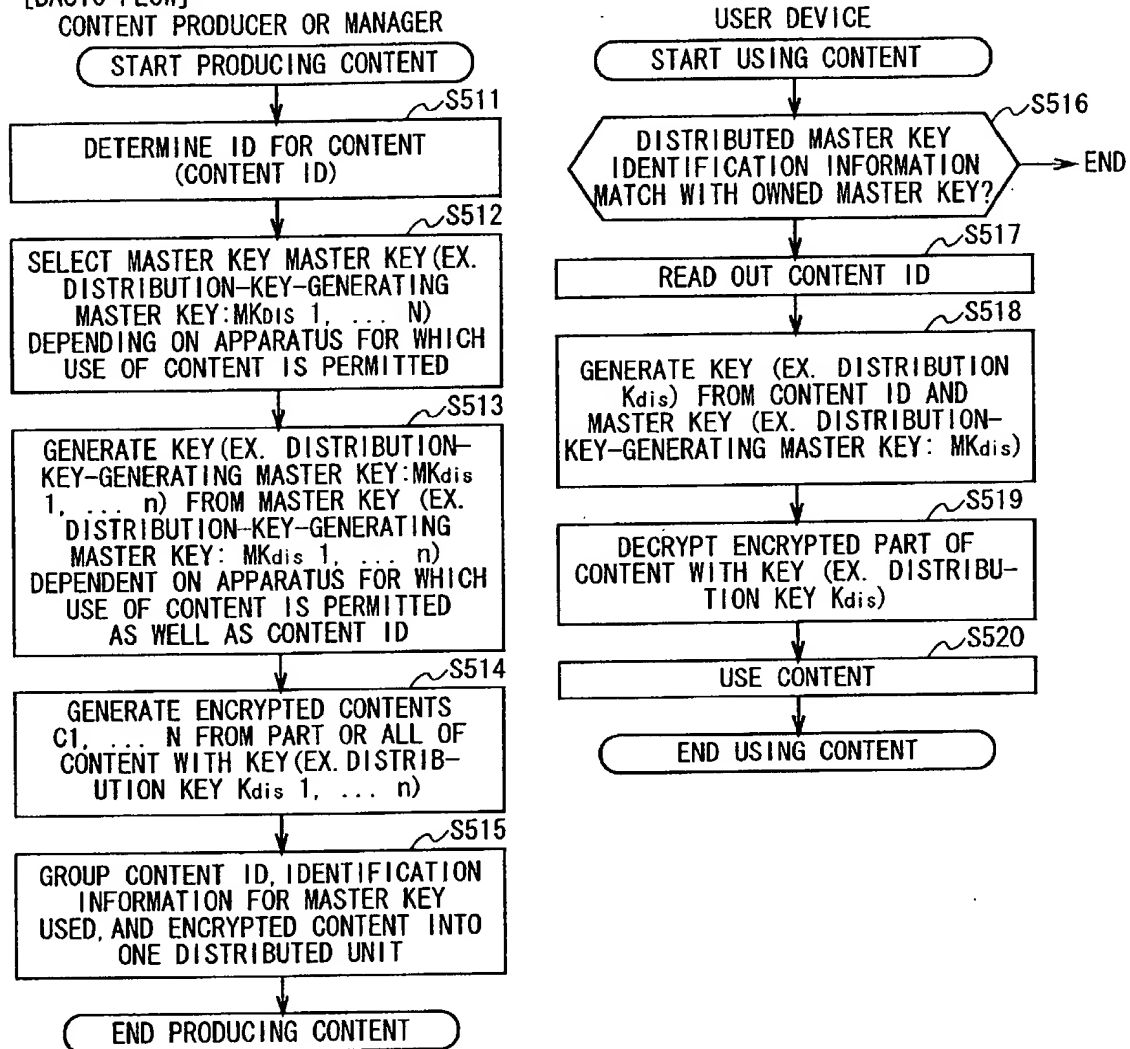 CONTENT PRODUCER OR MANAGER
START PRODUCING CONTENT
S511
DETERMINE ID FOR CONTENT
(CONTENT ID)
S512
SELECT MASTER KEY MASTER KEY(EX.
DISTRIBUTION-KEY-GENERATING
MASTER KEY:MKDIS 1, ... N)
DEPENDING ON APPARATUS FOR WHICH
USE OF CONTENT IS PERMITTED
S513
GENERATE KEY(EX. DISTRIBUTION-
KEY-GENERATING MASTER KEY:MKdis
1, ... n) FROM MASTER KEY (EX.
DISTRIBUTION-KEY-GENERATING
MASTER KEY: MKdis 1, ... n)
DEPENDENT ON APPARATUS FOR WHICH
USE OF CONTENT IS PERMITTED
AS WELL AS CONTENT ID
S514
GENERATE ENCRYPTED CONTENTS
C1, ... N FROM PART OR ALL OF
CONTENT WITH KEY(EX. DISTRIB-
UTION KEY Kdis 1, ... n)
S515
GROUP CONTENT ID, IDENTIFICATION
INFORMATION FOR MASTER KEY
USED, AND ENCRYPTED CONTENT INTO
ONE DISTRIBUTED UNIT
END PRODUCING CONTENT
USER DEVICE
START USING CONTENT
S516
DISTRIBUTED MASTER KEY
IDENTIFICATION INFORMATION
MATCH WITH OWNED MASTER KEY?
END
S517
READ OUT CONTENT ID
S518
GENERATE KEY (EX. DISTRIBUTION
Kdis) FROM CONTENT ID AND
MASTER KEY (EX. DISTRIBUTION-
KEY-GENERATING MASTER KEY: MKdis)
S519
DECRYPT ENCRYPTED PART OF
CONTENT WITH KEY (EX. DISTRIBU-
TION KEY Kdis)
S520
USE CONTENT
END USING CONTENT